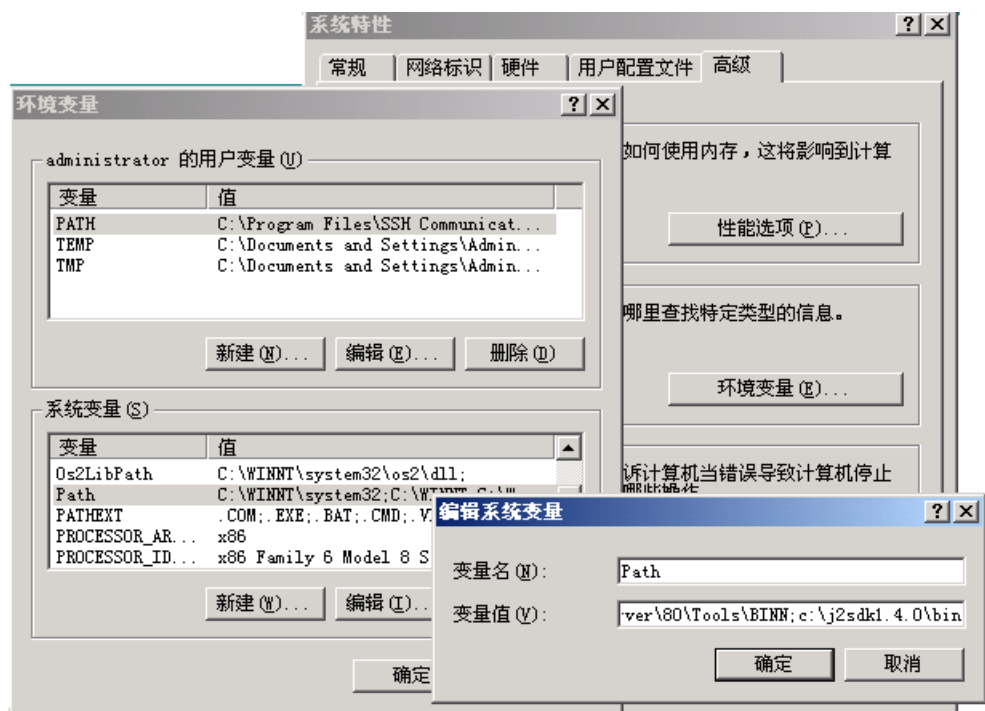 系统特性
常规 网络标识 硬件 用户配置文件 高级
如何使用内存，这将影响到计算
性能选项(P)...
哪里查找特定类型的信息。
环境变量(E)...
诉计算机当错误导致计算机停止
哪些操作
环境变量
administrator 的用户变量(U)
变量 值
PATH C:\Program Files\SSH Communicat...
TEMP C:\Documents and Settings\Admin...
TMP C:\Documents and Settings\Admin...
新建(N)... 编辑(E)... 删除(D)
系统变量(S)
变量 值
Os2LibPath C:\WINNT\system32\os2\dll;
Path C:\WINNT\system32;C:\WINNT
PATHEXT .COM;.EXE;.BAT;.CMD;
PROCESSOR_AR... x86
PROCESSOR_ID... x86 Family 6 Model 8 S
新建(W)... 编辑(I)..
确定
编辑系统变量
变量名(N): Path
变量值(V): ver\80\Tools\BINN;c:\j2sdk1.4.0\bin
确定 取消